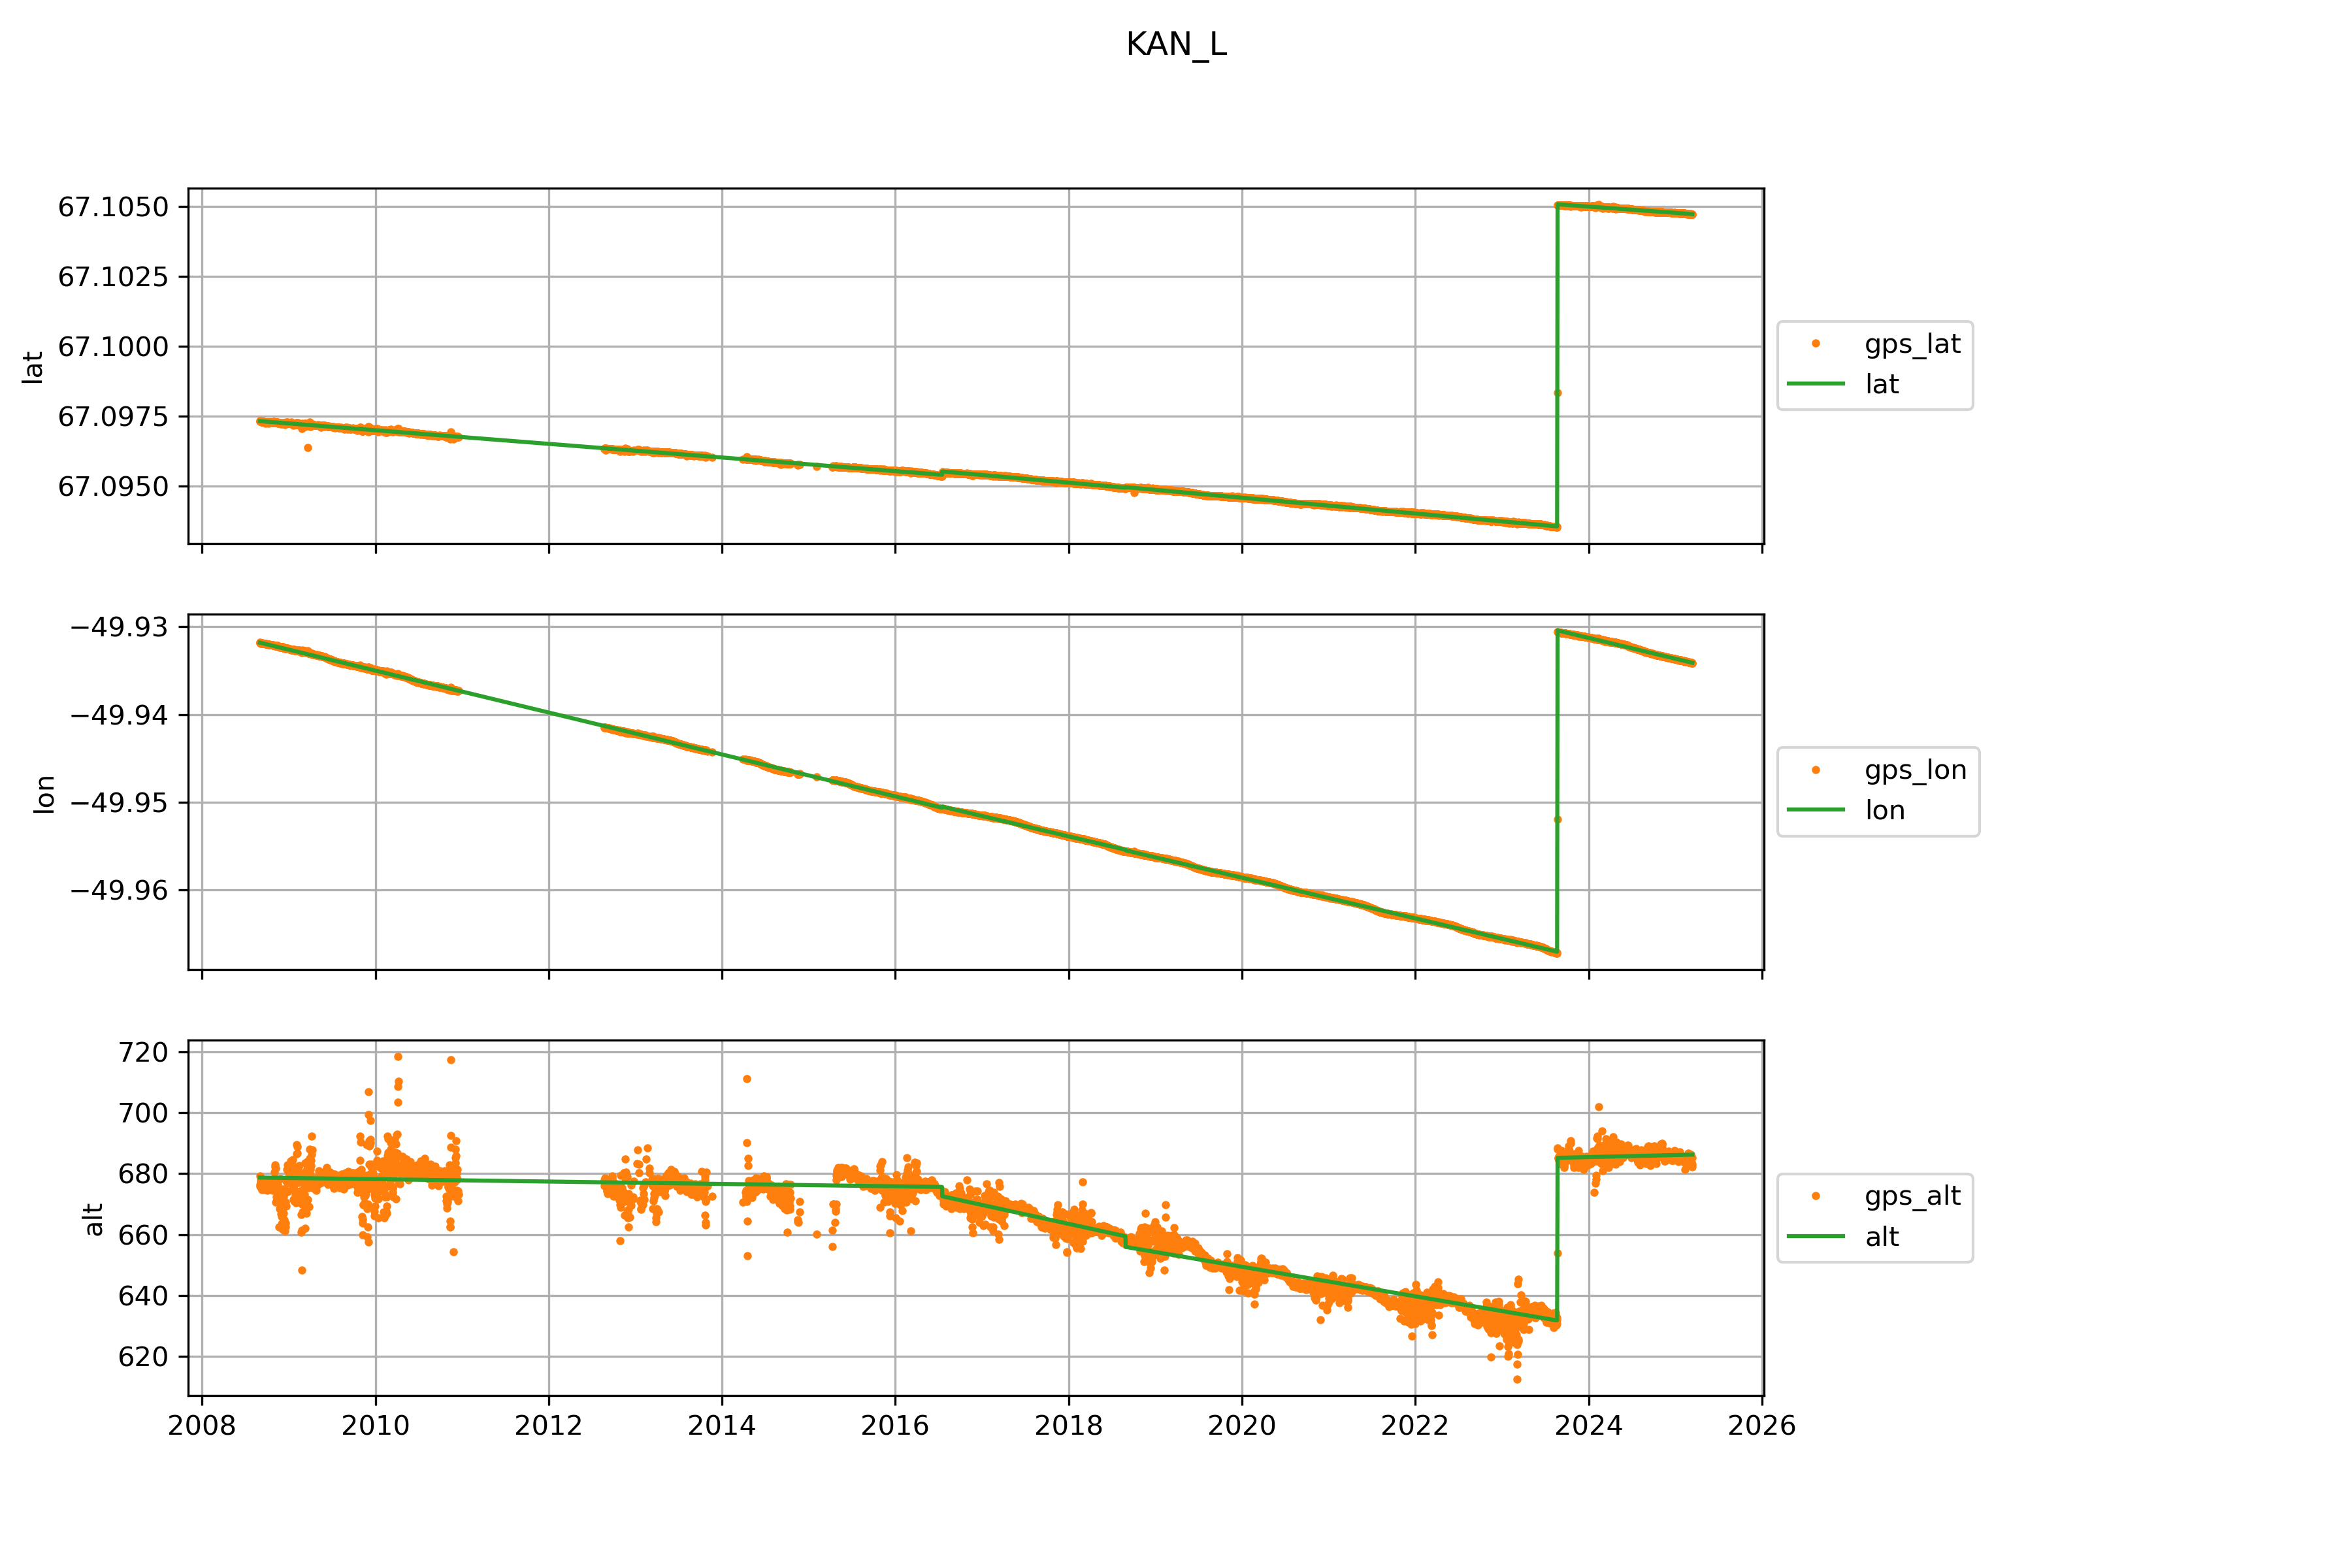 KAN_L
67.1050
67.1025
67.1000
67.0975
67.0950
lat
gps_lat
lat
−49.93
−49.94
−49.95
−49.96
lon
gps_lon
lon
720
700
680
660
640
620
alt
gps_alt
alt
2008 2010 2012 2014 2016 2018 2020 2022 2024 2026